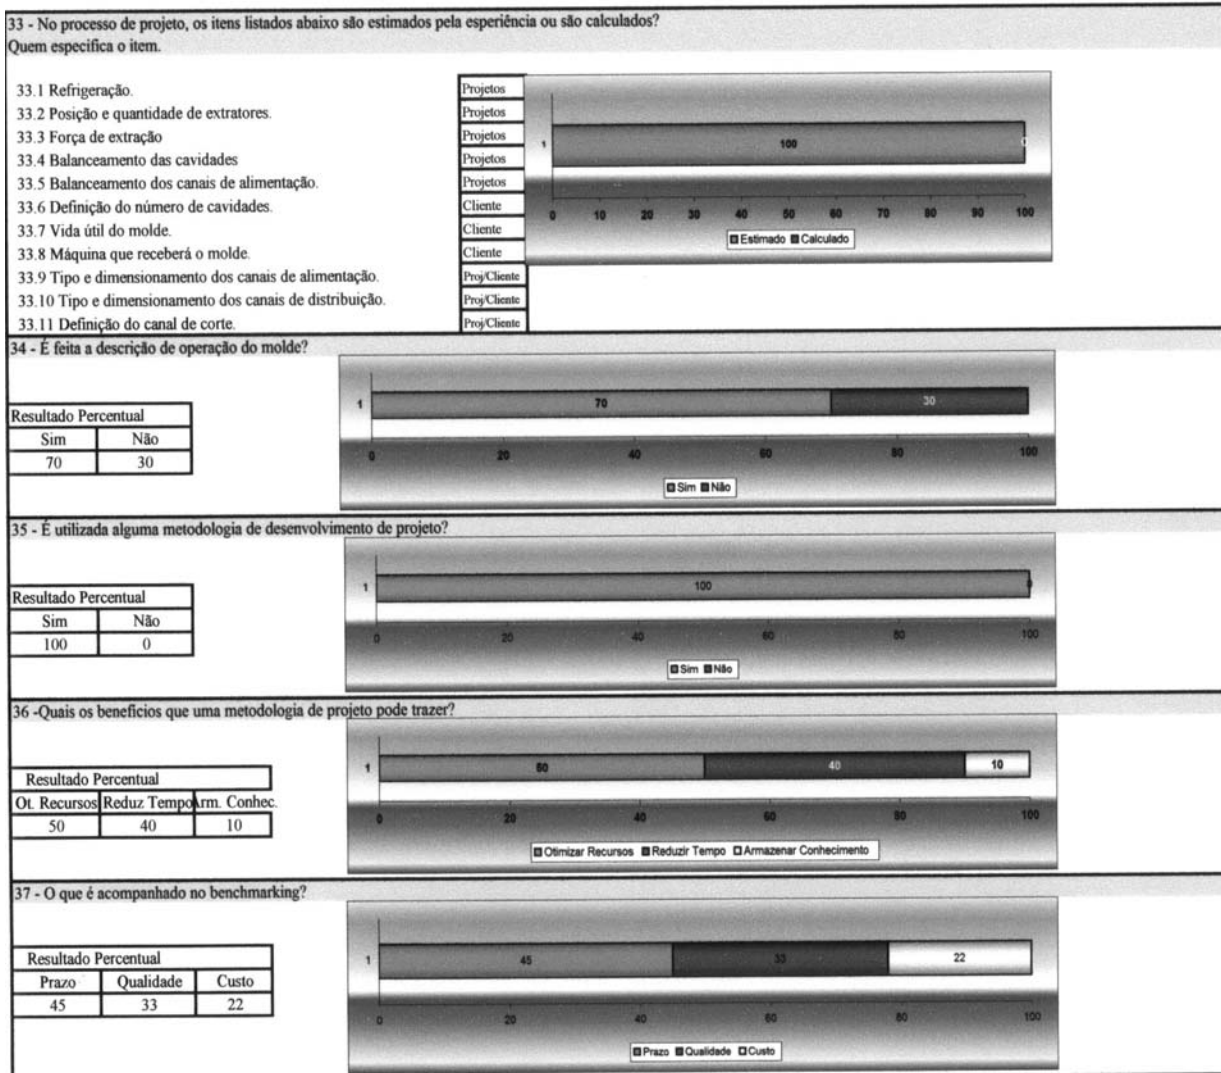 33 - No processo de projeto, os itens listados abaixo são estimados pela esperiência ou são calculados?
Quem especifica o item.
33.1 Refrigeração. Projetos
33.2 Posição e quantidade de extratores. Projetos
33.3 Força de extração Projetos
33.4 Balanceamento das cavidades Projetos
33.5 Balanceamento dos canais de alimentação. Projetos
33.6 Definição do número de cavidades. Cliente
33.7 Vida útil do molde. Cliente
33.8 Máquina que receberá o molde. Cliente
33.9 Tipo e dimensionamento dos canais de alimentação. Proj/Cliente
33.10 Tipo e dimensionamento dos canais de distribuição. Proj/Cliente
33.11 Definição do canal de corte. Proj/Cliente
1 100 0
0 10 20 30 40 50 60 70 80 90 100
Estimado Calculado
34 - É feita a descrição de operação do molde?
Resultado Percentual
Sim Não
70 30
1 70 30
0 20 40 60 80 100
Sim Não
35 - É utilizada alguma metodologia de desenvolvimento de projeto?
Resultado Percentual
Sim Não
100 0
1 100 0
0 20 40 60 80 100
Sim Não
36 -Quais os beneficios que uma metodologia de projeto pode trazer?
Resultado Percentual
Ot. Recursos Reduz Tempo Arm. Conhec.
50 40 10
1 50 40 10
0 20 40 60 80 100
Otimizar Recursos Reduzir Tempo Armazenar Conhecimento
37 - O que é acompanhado no benchmarking?
Resultado Percentual
Prazo Qualidade Custo
45 33 22
1 45 33 22
0 20 40 60 80 100
Prazo Qualidade Custo